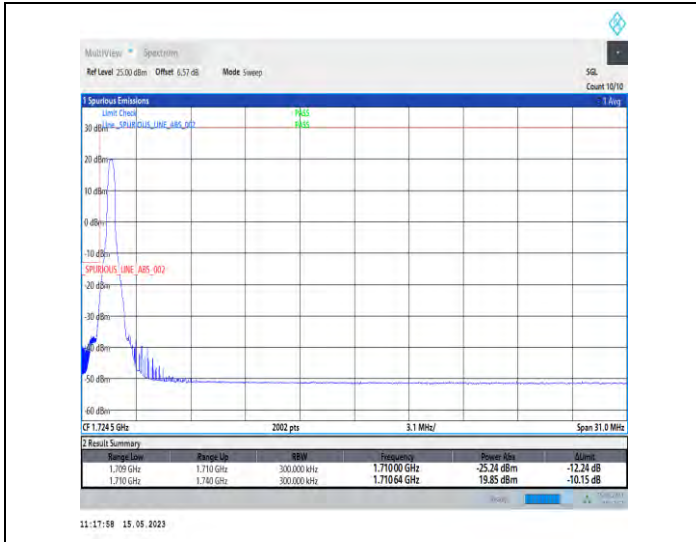 MultiView Spectrum
Ref Level 25.00 dBm Offset 6.57 dB Mode Sweep SGL
Count 10/10
1 Spurious Emissions 1 Avg
Limit Check PASS
30 dBm Line _SPURIOUS_LINE_ABS_002 PASS
20 dBm
10 dBm
0 dBm
-10 dBm
_SPURIOUS_LINE_ABS_002
-20 dBm
-30 dBm
-40 dBm
-50 dBm
-60 dBm
CF 1.7245 GHz 2002 pts 3.1 MHz/ Span 31.0 MHz
2 Result Summary
Range Low Range Up RBW Frequency Power Abs ΔLimit
1.709 GHz 1.710 GHz 300.000 kHz 1.71000 GHz -25.24 dBm -12.24 dB
1.710 GHz 1.740 GHz 300.000 kHz 1.71064 GHz 19.85 dBm -10.15 dB
11:17:58 15.05.2023